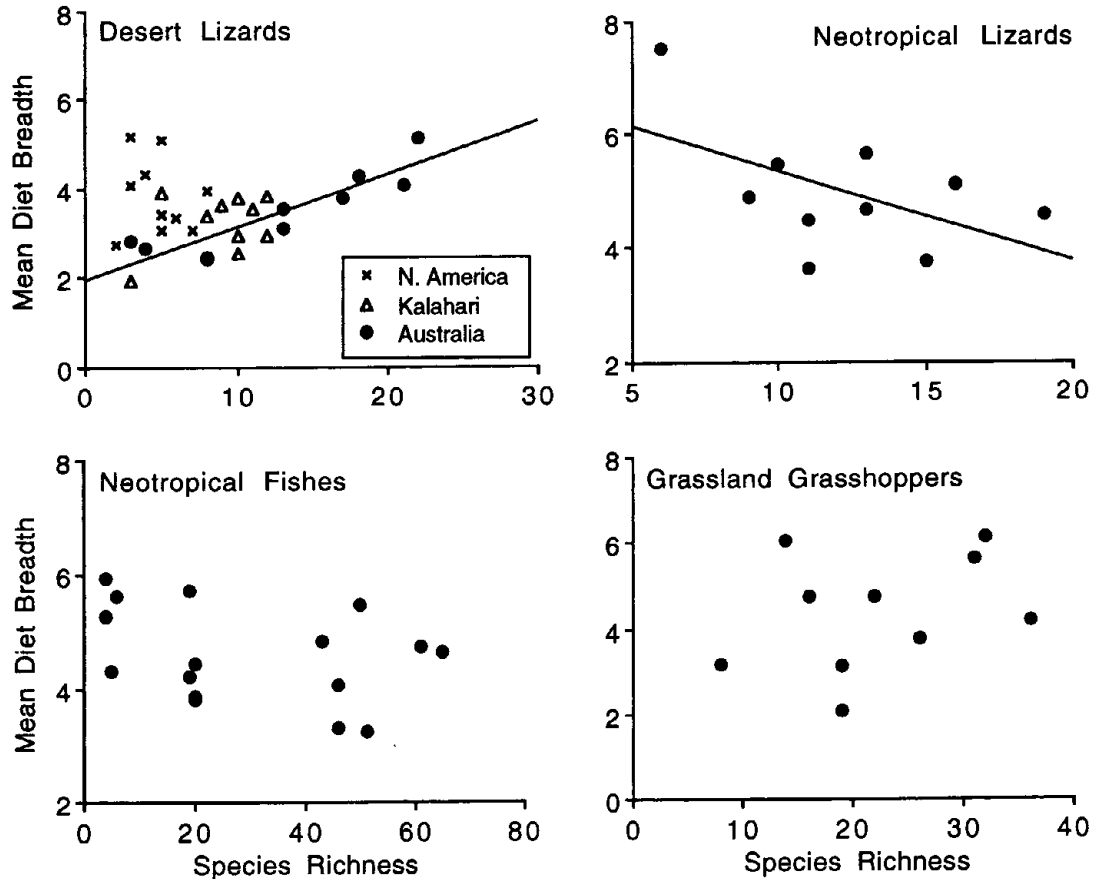 Desert Lizards
Mean Diet Breadth
8
6
4
2
0
0 10 20 30
N. America
Kalahari
Australia
Neotropical Lizards
8
6
4
2
5 10 15 20
Neotropical Fishes
Mean Diet Breadth
8
6
4
2
0 20 40 60 80
Species Richness
Grassland Grasshoppers
8
6
4
2
0
0 10 20 30 40
Species Richness